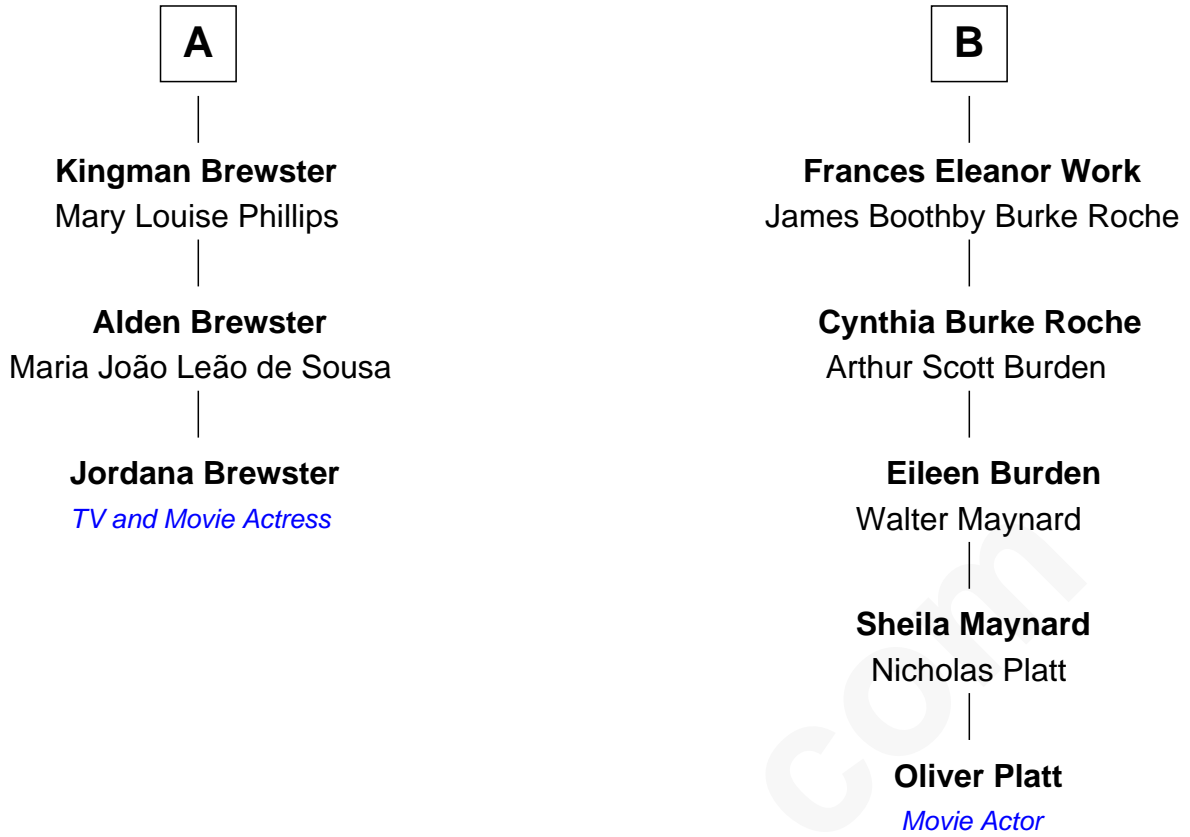 A
Kingman Brewster
Mary Louise Phillips
Alden Brewster
Maria João Leão de Sousa
Jordana Brewster
TV and Movie Actress
B
Frances Eleanor Work
James Boothby Burke Roche
Cynthia Burke Roche
Arthur Scott Burden
Eileen Burden
Walter Maynard
Sheila Maynard
Nicholas Platt
Oliver Platt
Movie Actor
com